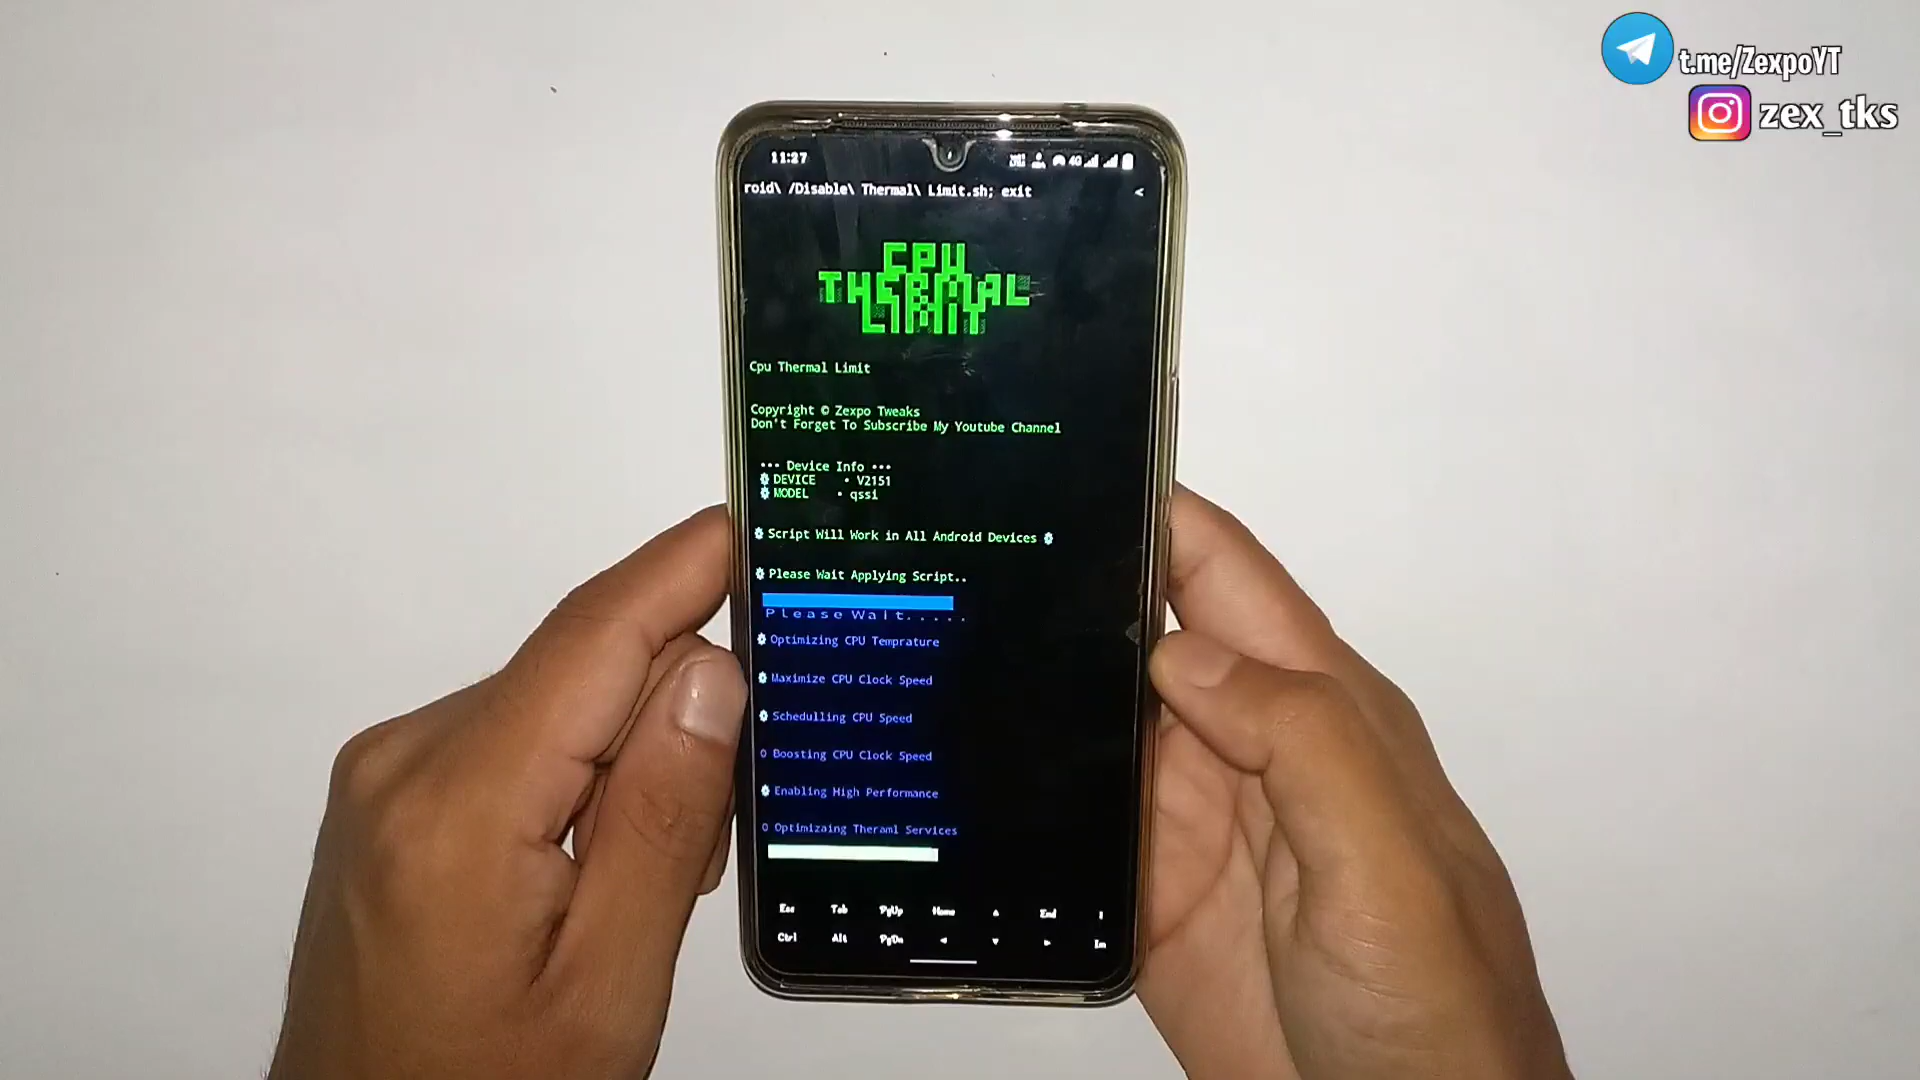 t.me/ZexpoYT
zex_tks
11:27
4G
roid\ /Disable\ Thermal\ Limit.sh; exit
<
CPU
THERMAL
LIMIT
Cpu Thermal Limit
Copyright © Zexpo Tweaks
Don't Forget To Subscribe My Youtube Channel
••• Device Info •••
DEVICE • V2151
MODEL • qssi
Script Will Work in All Android Devices
Please Wait Applying Script..
Please Wait.....
Optimizing CPU Temprature
Maximize CPU Clock Speed
Schedulling CPU Speed
O Boosting CPU Clock Speed
Enabling High Performance
O Optimizaing Theraml Services
Esc Tab PgUp Home End
Ctrl Alt PgDn